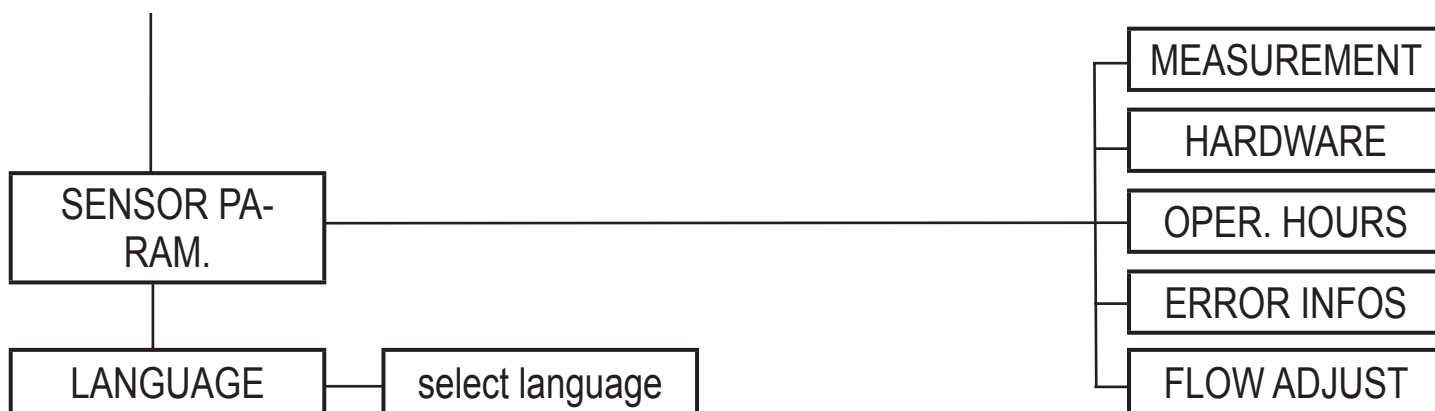 MEASUREMENT
HARDWARE
SENSOR PA-
RAM.
OPER. HOURS
ERROR INFOS
LANGUAGE
select language
FLOW ADJUST